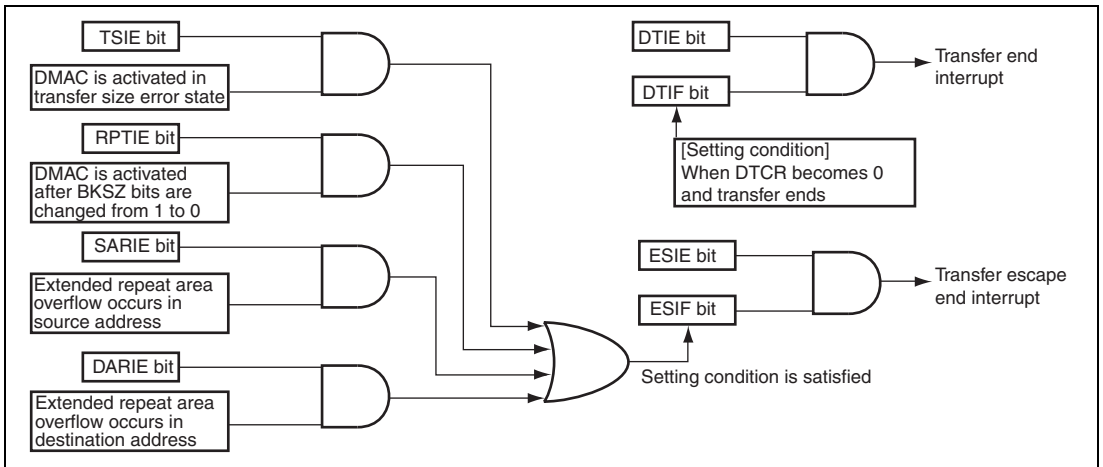 TSIE bit
DMAC is activated in
transfer size error state
RPTIE bit
DMAC is activated
after BKSZ bits are
changed from 1 to 0
SARIE bit
Extended repeat area
overflow occurs in
source address
DARIE bit
Extended repeat area
overflow occurs in
destination address
DTIE bit
DTIF bit
Transfer end
interrupt
[Setting condition]
When DTCR becomes 0
and transfer ends
ESIE bit
ESIF bit
Transfer escape
end interrupt
Setting condition is satisfied